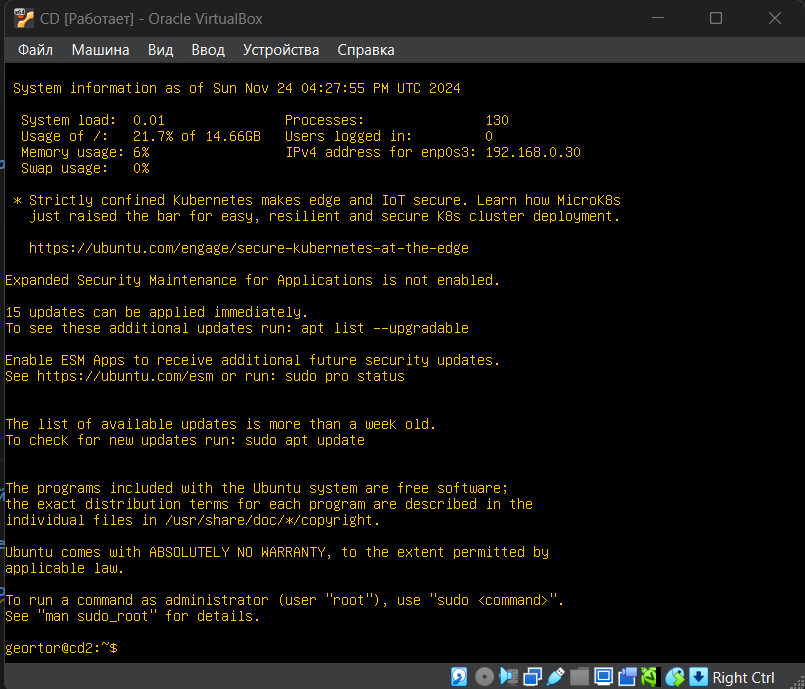 CD [Работает] - Oracle VirtualBox
Файл Машина Вид Ввод Устройства Справка
System information as of Sun Nov 24 04:27:55 PM UTC 2024
System load: 0.01 Processes: 130
Usage of /: 21.7% of 14.66GB Users logged in: 0
Memory usage: 6% IPv4 address for enp0s3: 192.168.0.30
Swap usage: 0%
* Strictly confined Kubernetes makes edge and IoT secure. Learn how MicroK8s
just raised the bar for easy, resilient and secure K8s cluster deployment.
https://ubuntu.com/engage/secure-kubernetes-at-the-edge
Expanded Security Maintenance for Applications is not enabled.
15 updates can be applied immediately.
To see these additional updates run: apt list --upgradable
Enable ESM Apps to receive additional future security updates.
See https://ubuntu.com/esm or run: sudo pro status
The list of available updates is more than a week old.
To check for new updates run: sudo apt update
The programs included with the Ubuntu system are free software;
the exact distribution terms for each program are described in the
individual files in /usr/share/doc/*/copyright.
Ubuntu comes with ABSOLUTELY NO WARRANTY, to the extent permitted by
applicable law.
To run a command as administrator (user "root"), use "sudo <command>".
See "man sudo_root" for details.
geortor@cd2:~$
Right Ctrl